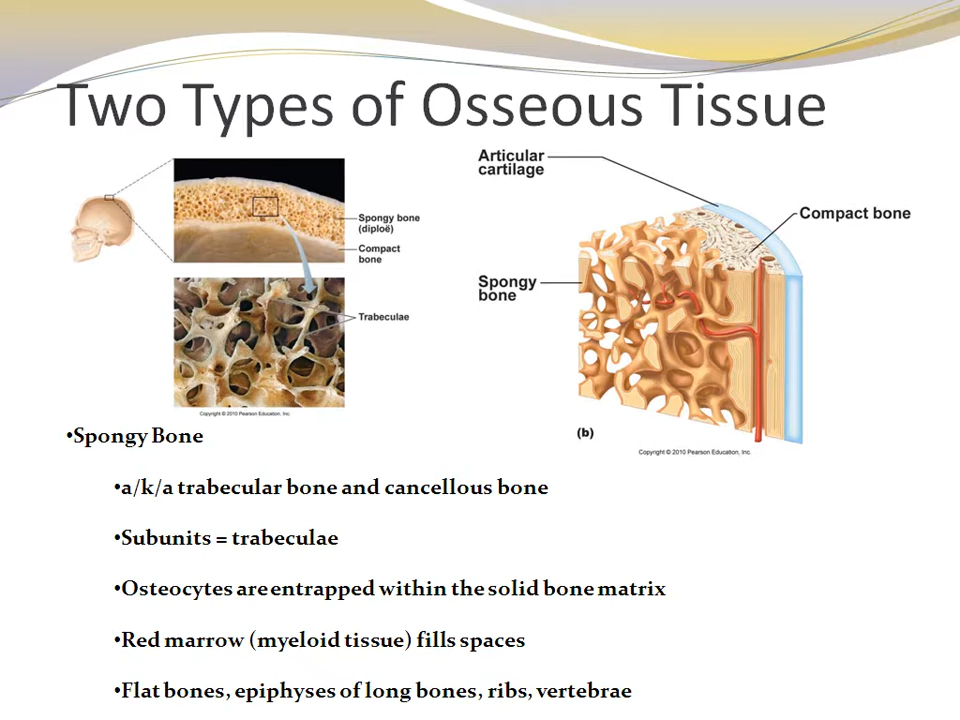 Two Types of Osseous Tissue
Spongy bone
(diploë)
Compact
bone
Trabeculae
Copyright © 2010 Pearson Education, Inc.
Articular
cartilage
Compact bone
Spongy
bone
(b)
Copyright © 2010 Pearson Education, Inc.
•Spongy Bone
•a/k/a trabecular bone and cancellous bone
•Subunits = trabeculae
•Osteocytes are entrapped within the solid bone matrix
•Red marrow (myeloid tissue) fills spaces
•Flat bones, epiphyses of long bones, ribs, vertebrae